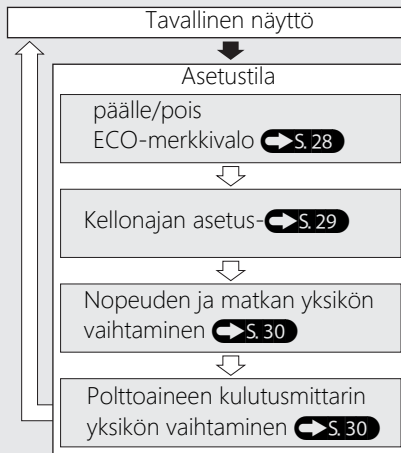 Tavallinen näyttö
Asetustila
päälle/pois
ECO-merkkivalo S. 28
Kellonajan asetus- S. 29
Nopeuden ja matkan yksikön
vaihtaminen S. 30
Polttoaineen kulutusmittarin
yksikön vaihtaminen S. 30